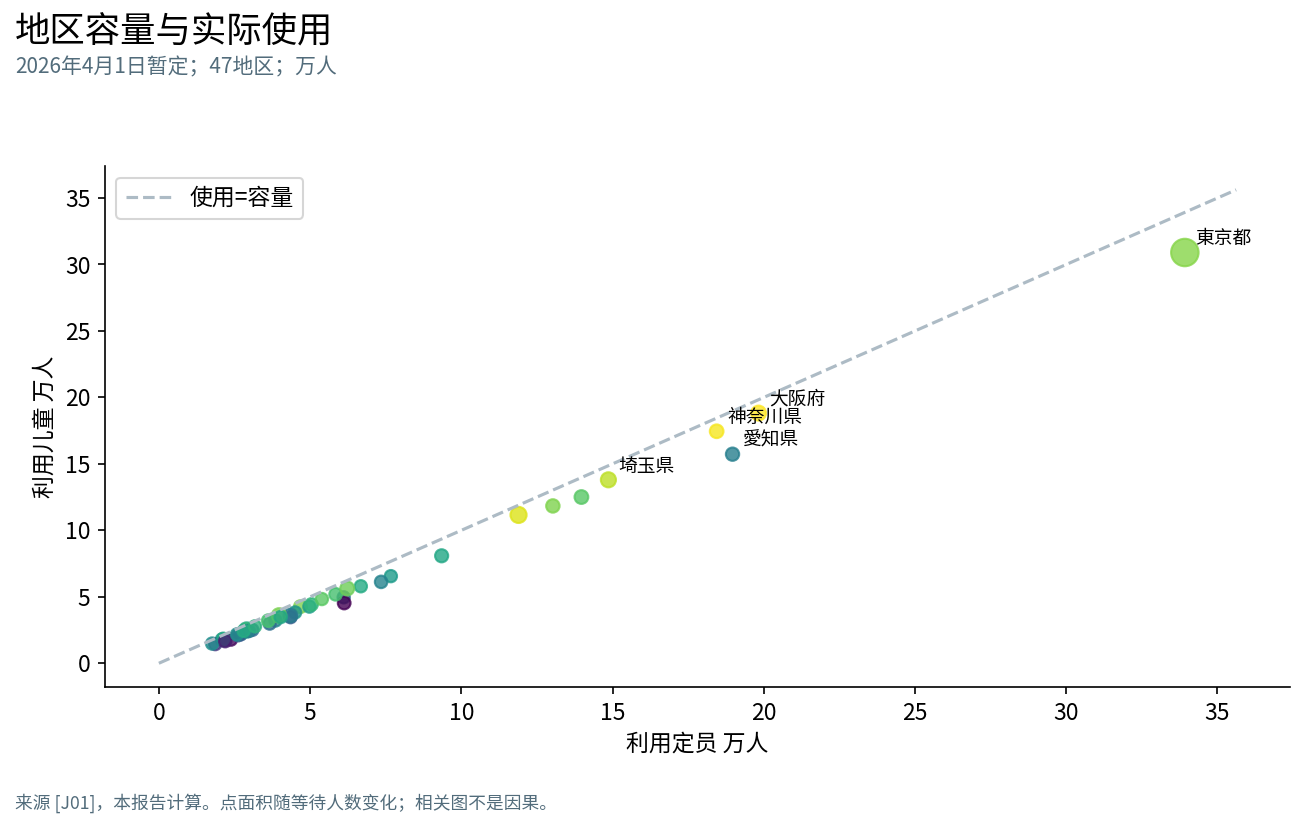 地区容量与实际使用
2026年4月1日暂定；47地区；万人
使用=容量
35
30
25
20
15
10
5
0
利用儿童 万人
東京都
大阪府
神奈川県
愛知県
埼玉県
0 5 10 15 20 25 30 35
利用定员 万人
来源 [J01]，本报告计算。点面积随等待人数变化；相关图不是因果。